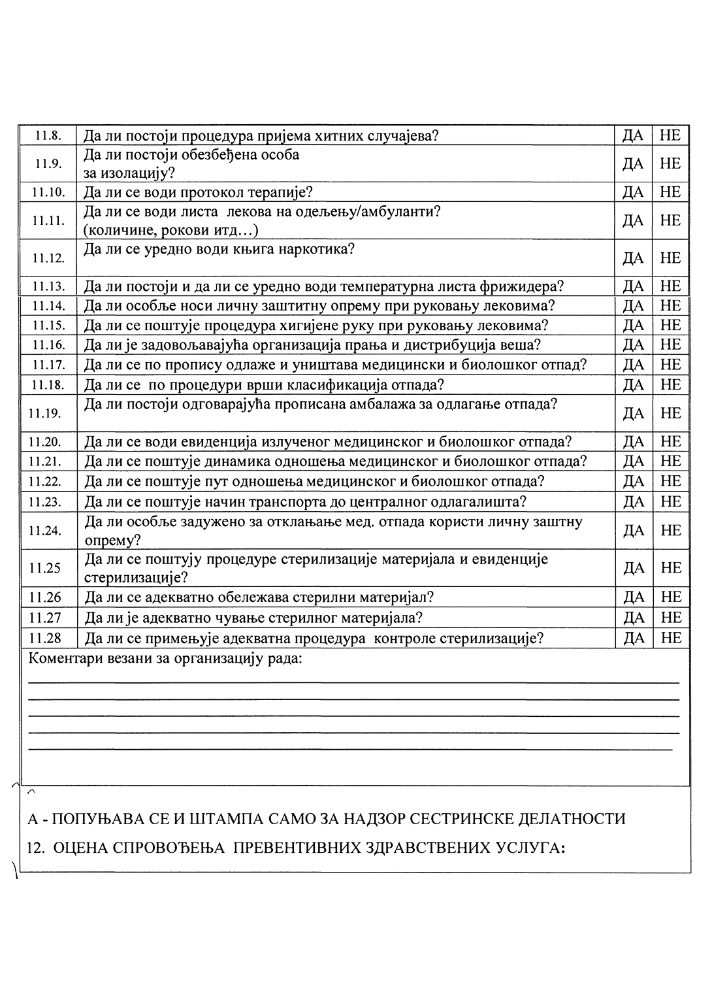 11.8. Да ли постоји процедура пријема хитних случајева? ДА НЕ
11.9. Да ли постоји обезбеђена особа
за изолацију? ДА НЕ
11.10. Да ли се води протокол терапије? ДА НЕ
11.11. Да ли се води листа лекова на одељењу/амбуланти?
(количине, рокови итд...) ДА НЕ
11.12. Да ли се уредно води књига наркотика? ДА НЕ
11.13. Да ли постоји и да ли се уредно води температурна листа фрижидера? ДА НЕ
11.14. Да ли особље носи личну заштитну опрему при руковању лековима? ДА НЕ
11.15. Да ли се поштује процедура хигијене руку при руковању лековима? ДА НЕ
11.16. Да ли је задовољавајућа организација прања и дистрибуција веша? ДА НЕ
11.17. Да ли се по пропису одлаже и уништава медицински и биолошког отпад? ДА НЕ
11.18. Да ли се по процедури врши класификација отпада? ДА НЕ
11.19. Да ли постоји одговарајућа прописана амбалажа за одлагање отпада? ДА НЕ
11.20. Да ли се води евиденција излученог медицинског и биолошког отпада? ДА НЕ
11.21. Да ли се поштује динамика одношења медицинског и биолошког отпада? ДА НЕ
11.22. Да ли се поштује пут одношења медицинског и биолошког отпада? ДА НЕ
11.23. Да ли се поштује начин транспорта до централног одлагалишта? ДА НЕ
11.24. Да ли особље задужено за отклањање мед. отпада користи личну заштну
опрему? ДА НЕ
11.25 Да ли се поштују процедуре стерилизације материјала и евиденције
стерилизације? ДА НЕ
11.26 Да ли се адекватно обележава стерилни материјал? ДА НЕ
11.27 Да ли је адекватно чување стерилног материјала? ДА НЕ
11.28 Да ли се примењује адекватна процедура контроле стерилизације? ДА НЕ
Коментари везани за организацију рада:
А - ПОПУЊАВА СЕ И ШТАМПА САМО ЗА НАДЗОР СЕСТРИНСКЕ ДЕЛАТНОСТИ
12. ОЦЕНА СПРОВОЂЕЊА ПРЕВЕНТИВНИХ ЗДРАВСТВЕНИХ УСЛУГА: